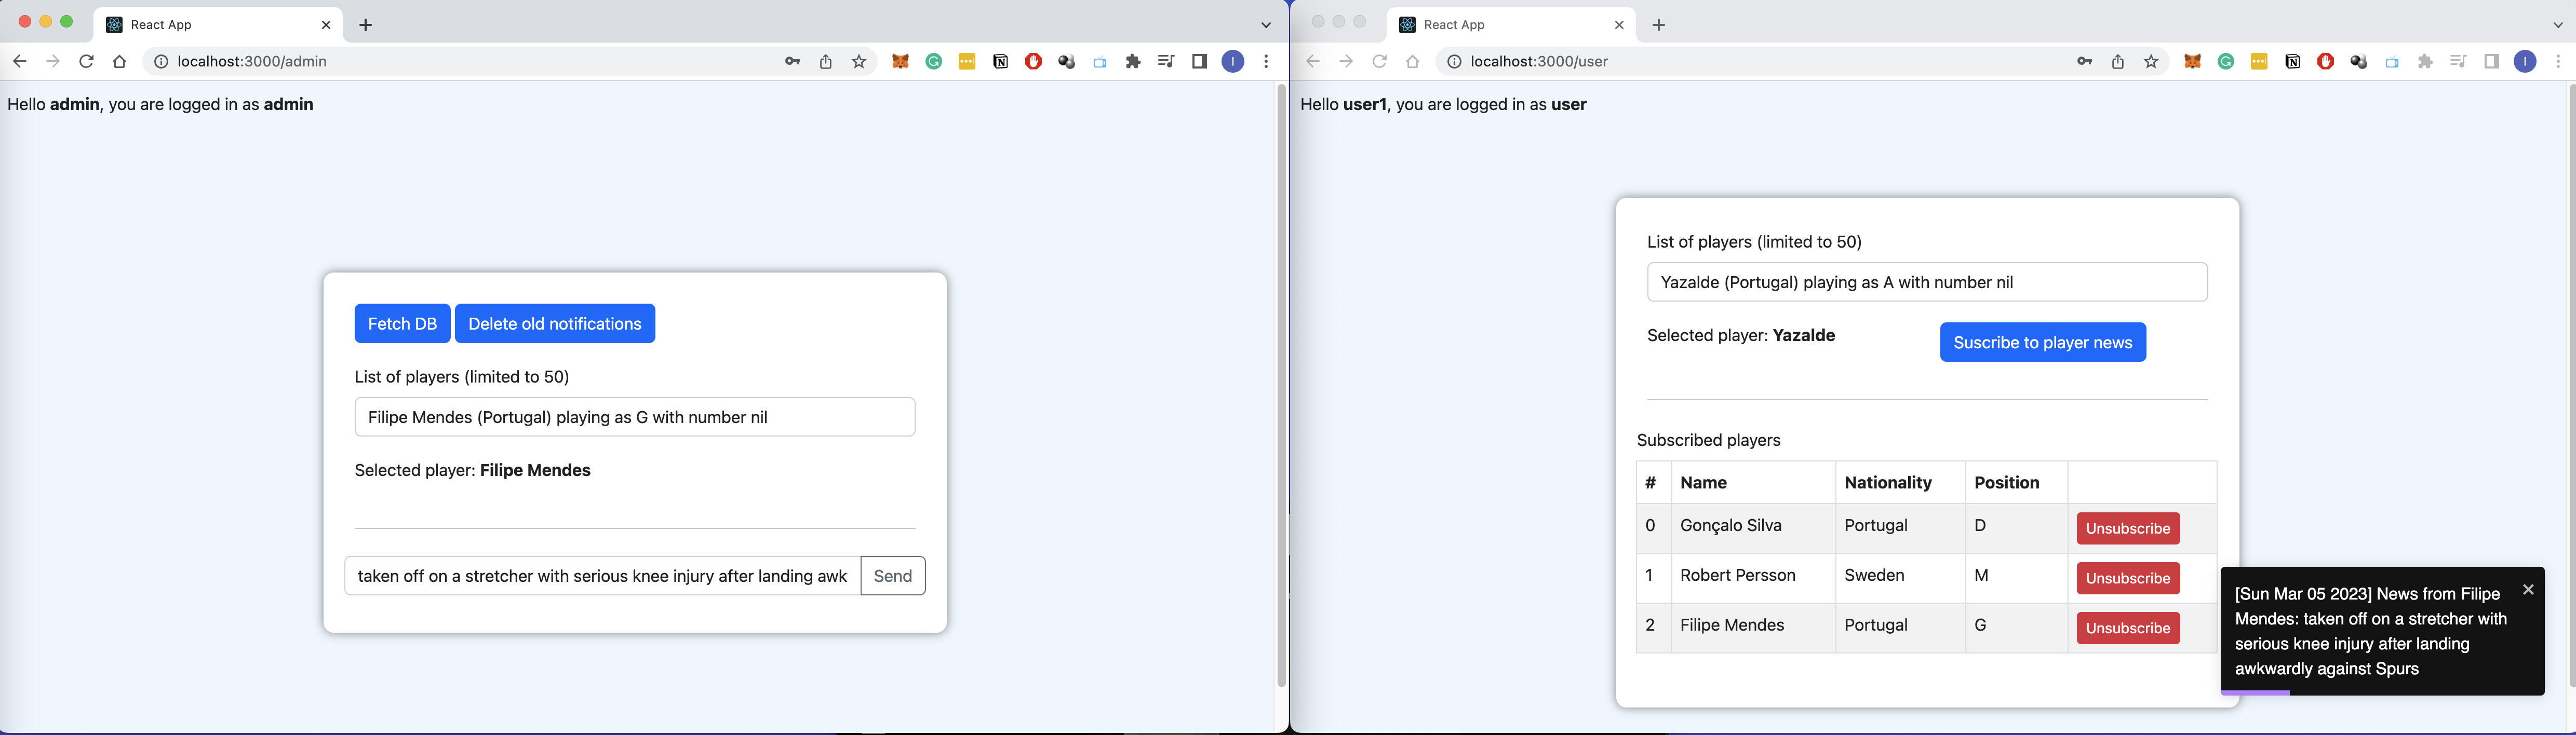 React App
localhost:3000/admin
Hello admin, you are logged in as admin
Fetch DB Delete old notifications
List of players (limited to 50)
Filipe Mendes (Portugal) playing as G with number nil
Selected player: Filipe Mendes
taken off on a stretcher with serious knee injury after landing awk Send
React App
localhost:3000/user
I
I
Hello user1, you are logged in as user
List of players (limited to 50)
Yazalde (Portugal) playing as A with number nil
Selected player: Yazalde Suscribe to player news
Subscribed players
# Name Nationality Position
0 Gonçalo Silva Portugal D Unsubscribe
1 Robert Persson Sweden M Unsubscribe
2 Filipe Mendes Portugal G Unsubscribe
[Sun Mar 05 2023] News from Filipe
Mendes: taken off on a stretcher with
serious knee injury after landing
awkwardly against Spurs